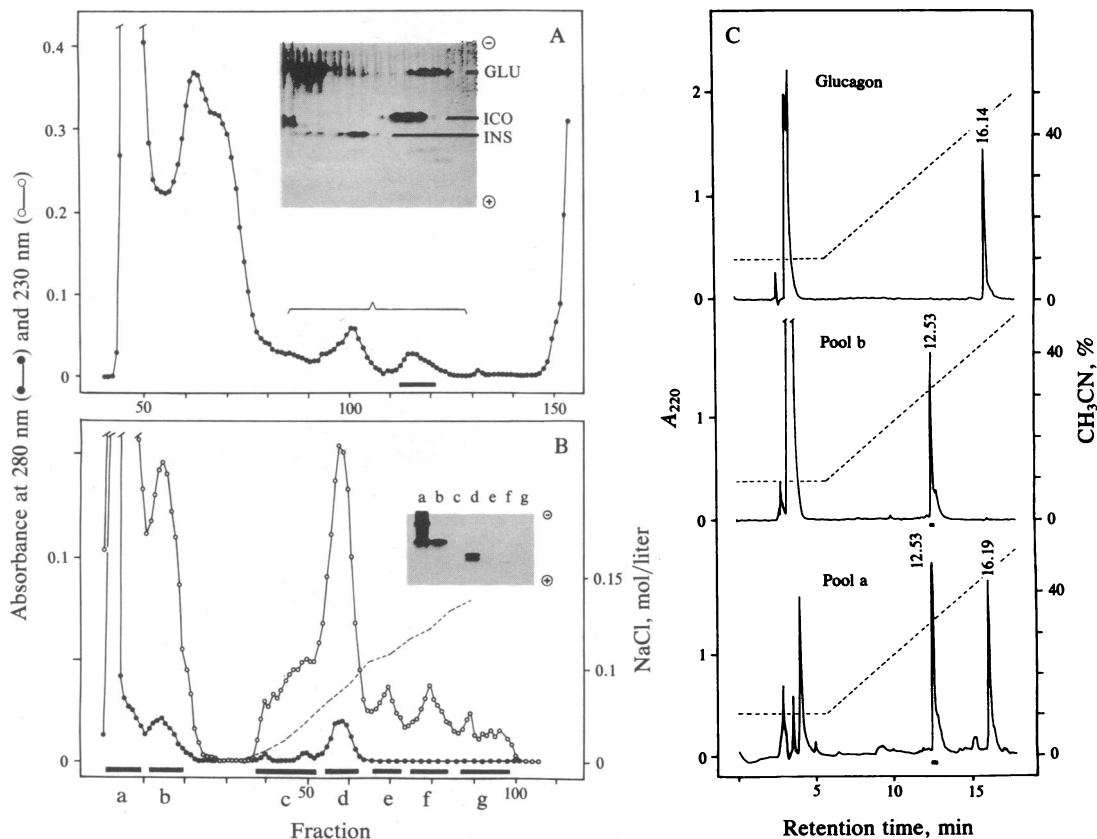 A
0.4
0.3
0.2
0.1
0
50
100
150
⊖
GLU
ICO
INS
⊕
Absorbance at 280 nm (●—●) and 230 nm (○—○)
B
0.1
0
a b c d e f g
⊖
⊕
0.15
0.1
0
NaCl, mol/liter
a b c d e f g
50
100
Fraction
C
Glucagon
16.14
2
1
0
40
0
Pool b
12.53
1
0
40
0
Pool a
12.53
16.19
1
0
40
0
A220
CH3CN, %
5
10
15
Retention time, min